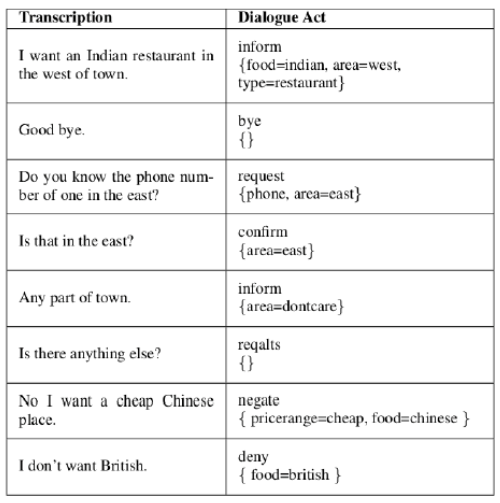 Transcription Dialogue Act
I want an Indian restaurant in
the west of town.
inform
{food=indian, area=west,
type=restaurant}
Good bye.
bye
{}
Do you know the phone num-
ber of one in the east?
request
{phone, area=east}
Is that in the east?
confirm
{area=east}
Any part of town.
inform
{area=dontcare}
Is there anything else?
reqalts
{}
No I want a cheap Chinese
place.
negate
{ pricerange=cheap, food=chinese }
I don't want British.
deny
{ food=british }